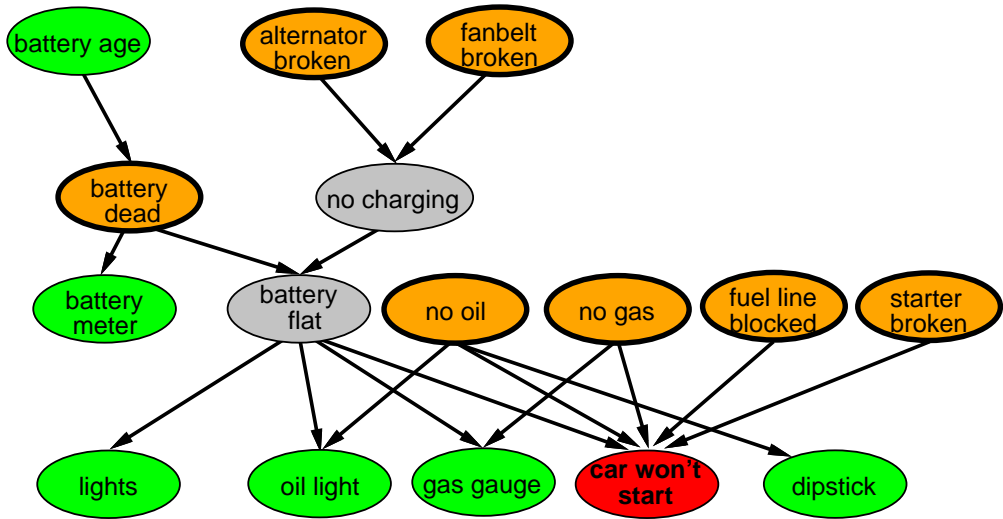 battery age
alternator
broken
fanbelt
broken
battery
dead
no charging
battery
meter
battery
flat
no oil
no gas
fuel line
blocked
starter
broken
lights
oil light
gas gauge
car won't
start
dipstick